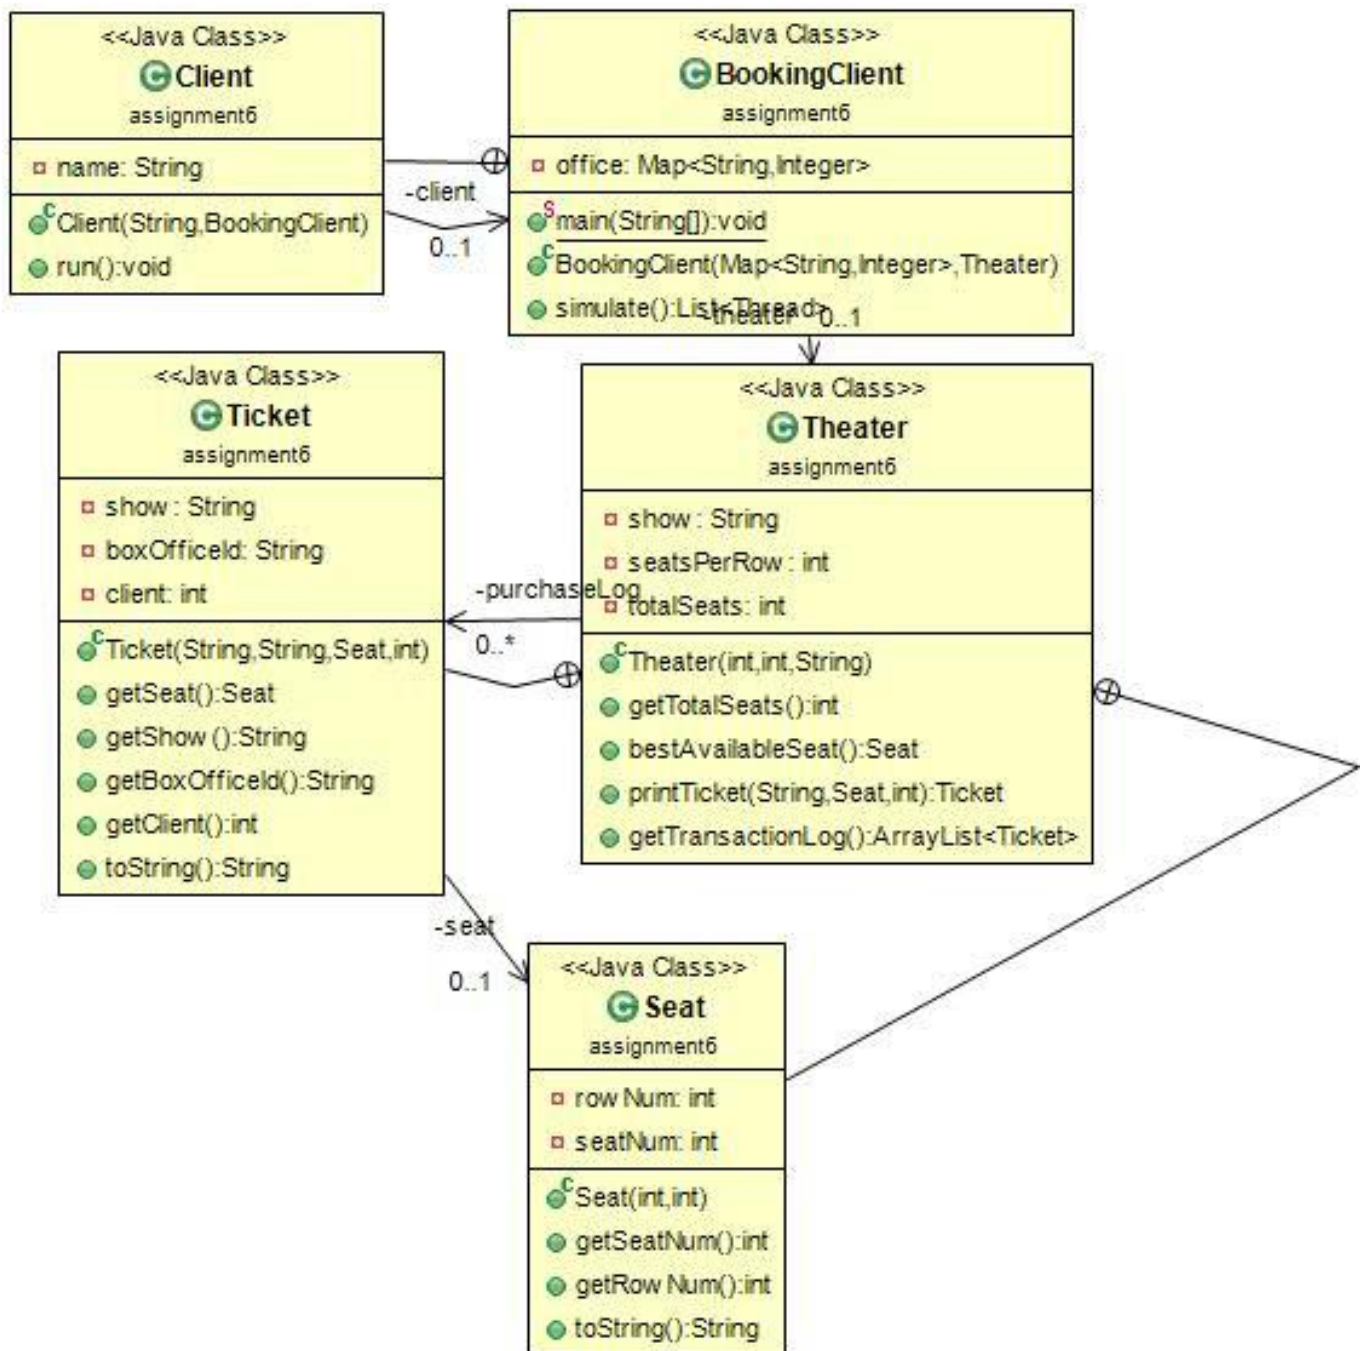 <<Java Class>>
Client
assignment6
name: String
Client(String,BookingClient)
run():void
<<Java Class>>
BookingClient
assignment6
office: Map<String,Integer>
main(String[]):void
BookingClient(Map<String,Integer>,Theater)
simulate():List<Thread>
-client
0..1
-theater 0..1
<<Java Class>>
Ticket
assignment6
show : String
boxOfficeId: String
client: int
Ticket(String,String,Seat,int)
getSeat():Seat
getShow ():String
getBoxOfficeId():String
getClient():int
toString():String
<<Java Class>>
Theater
assignment6
show : String
seatsPerRow : int
totalSeats: int
Theater(int,int,String)
getTotalSeats():int
bestAvailableSeat():Seat
printTicket(String,Seat,int):Ticket
getTransactionLog():ArrayList<Ticket>
-purchaseLog
0..*
-seat
0..1
<<Java Class>>
Seat
assignment6
row Num: int
seatNum: int
Seat(int,int)
getSeatNum():int
getRow Num():int
toString():String